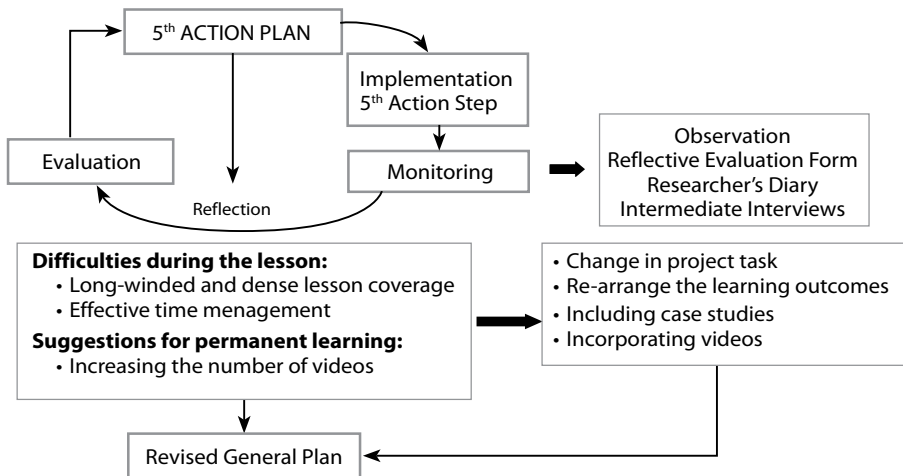 5th ACTION PLAN
Implementation
5th Action Step
Evaluation
Monitoring
Reflection
Observation
Reflective Evaluation Form
Researcher's Diary
Intermediate Interviews
Difficulties during the lesson:
• Long-winded and dense lesson coverage
• Effective time menagement
Suggestions for permanent learning:
• Increasing the number of videos
• Change in project task
• Re-arrange the learning outcomes
• Including case studies
• Incorporating videos
Revised General Plan